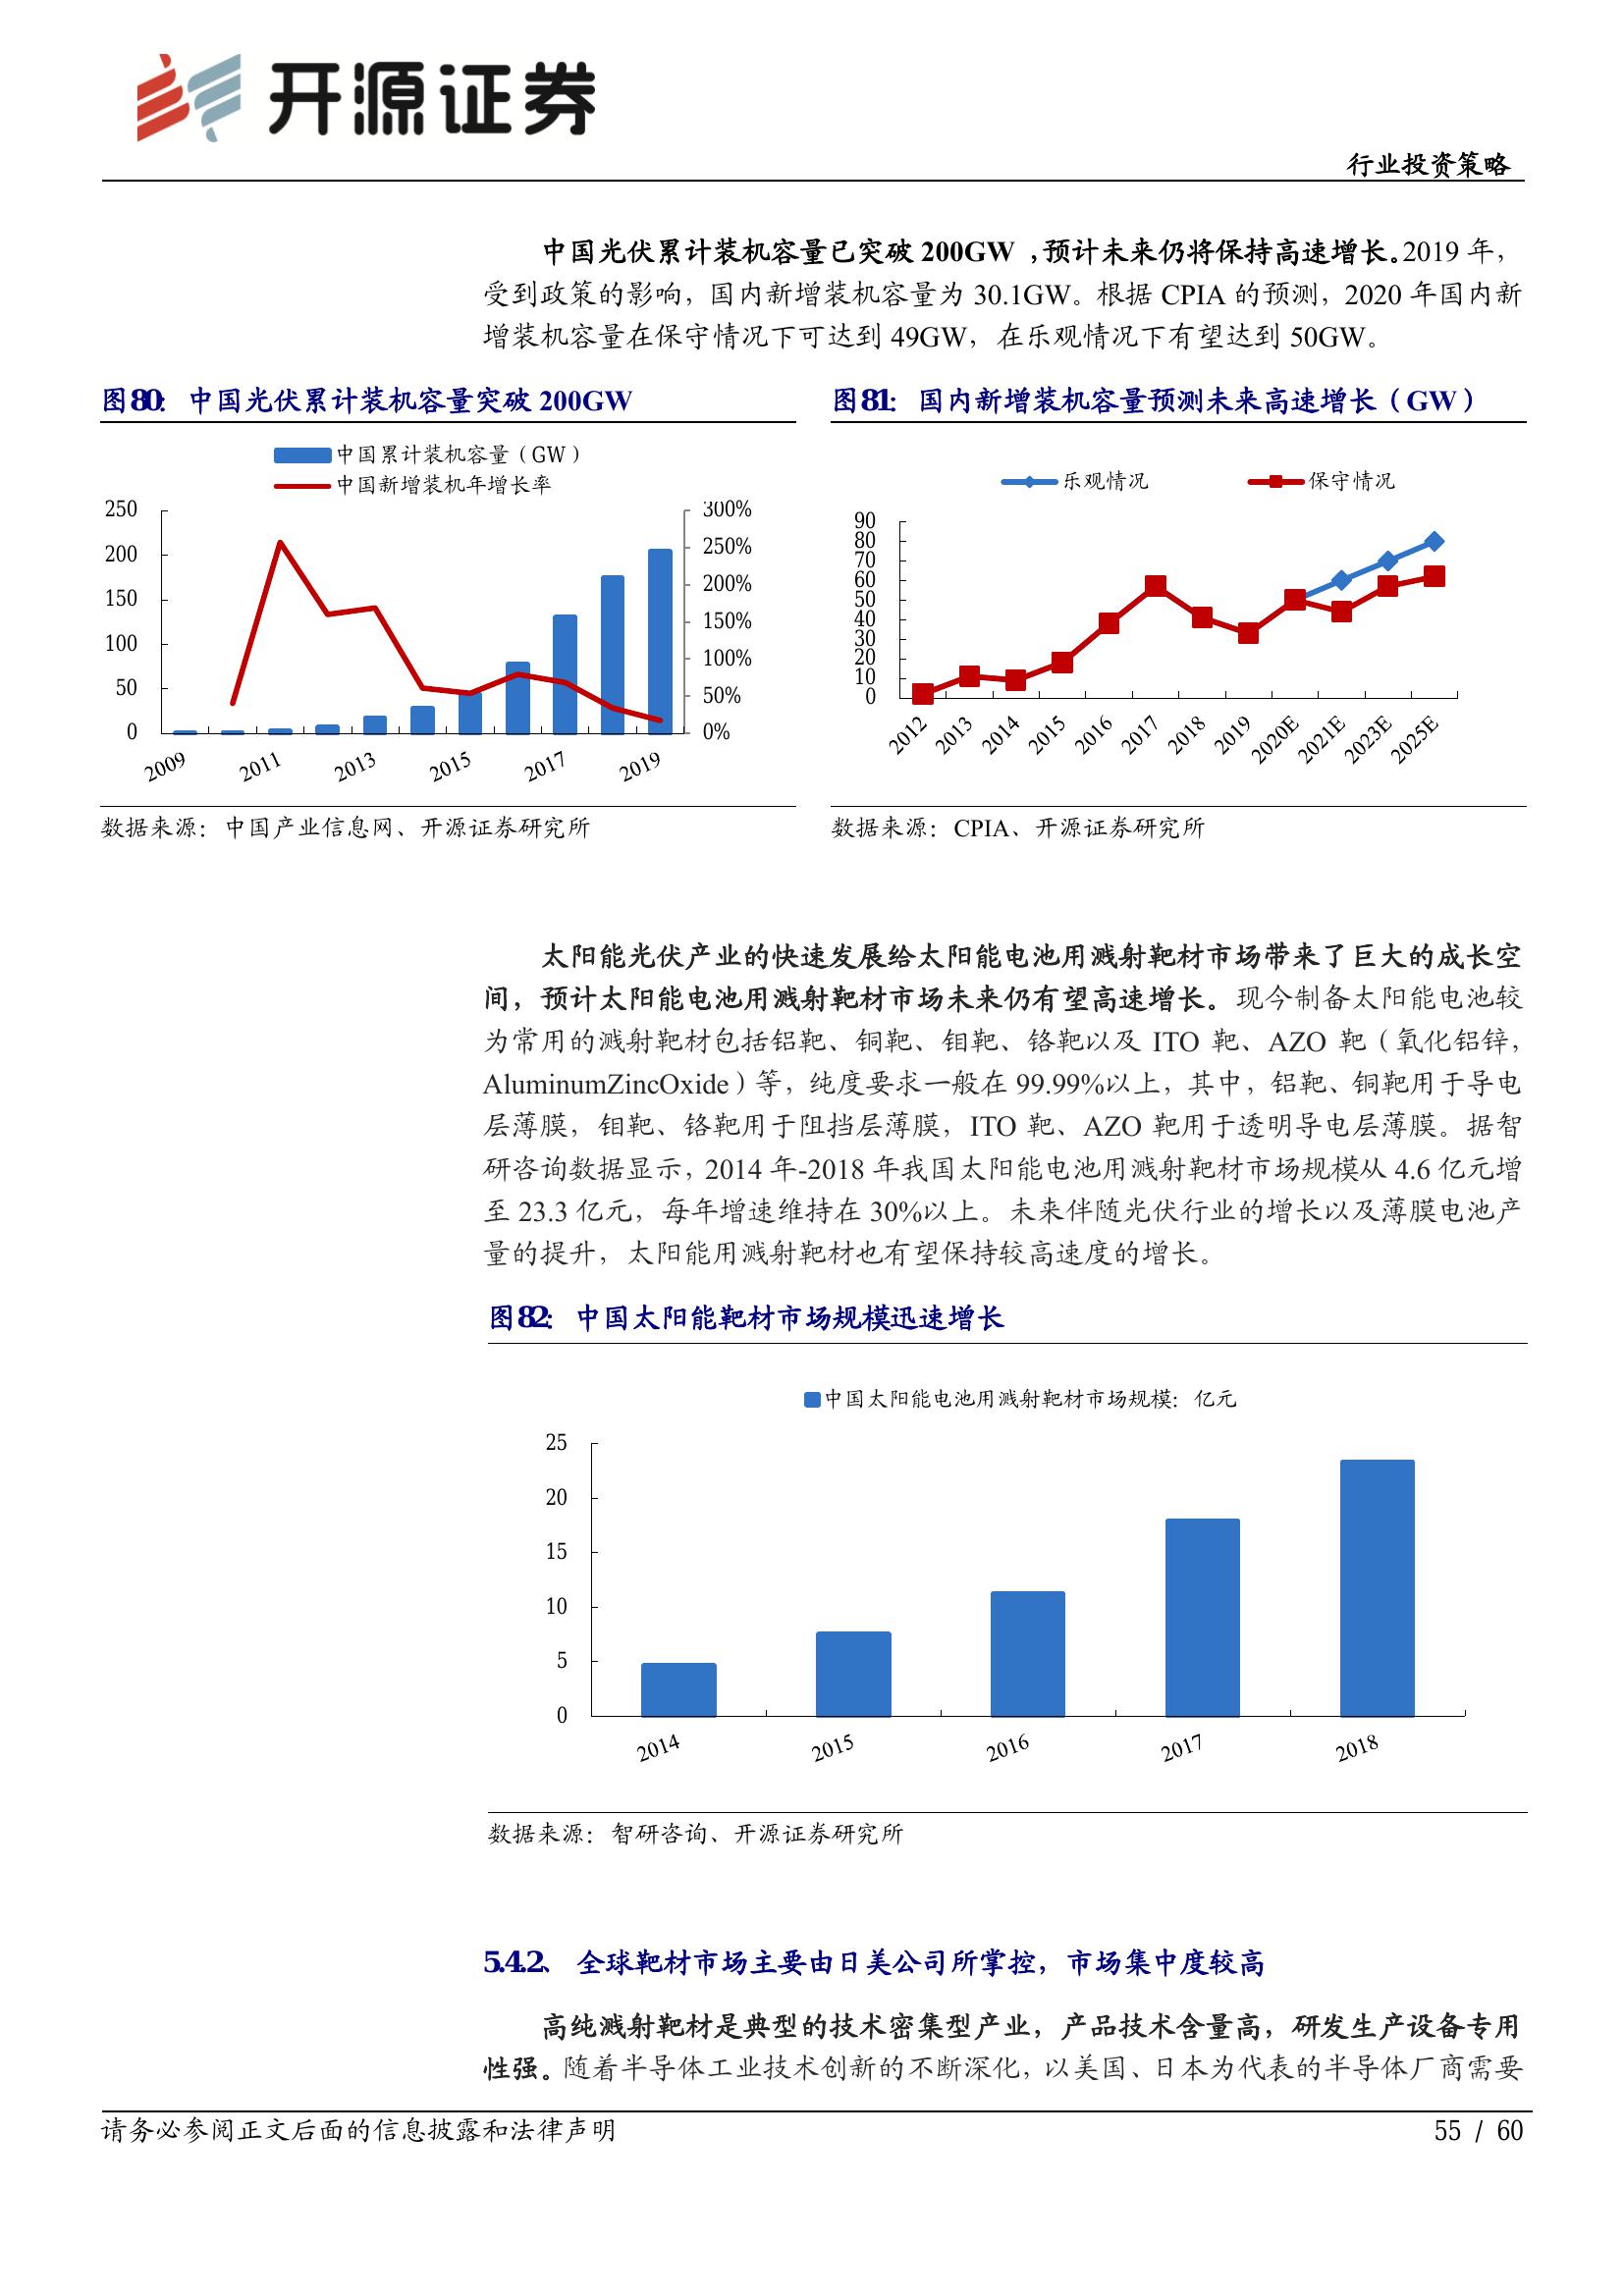 开源证券
行业投资策略
中国光伏累计装机容量已突破 200GW ，预计未来仍将保持高速增长。2019 年，
受到政策的影响，国内新增装机容量为 30.1GW。根据 CPIA 的预测，2020 年国内新
增装机容量在保守情况下可达到 49GW，在乐观情况下有望达到 50GW。
图80： 中国光伏累计装机容量突破 200GW
中国累计装机容量（GW）
中国新增装机年增长率
250
200
150
100
50
0
300%
250%
200%
150%
100%
50%
0%
2009 2011 2013 2015 2017 2019
数据来源：中国产业信息网、开源证券研究所
图81： 国内新增装机容量预测未来高速增长（GW）
乐观情况 保守情况
90
80
70
60
50
40
30
20
10
0
2012 2013 2014 2015 2016 2017 2018 2019 2020E 2021E 2023E 2025E
数据来源：CPIA、开源证券研究所
太阳能光伏产业的快速发展给太阳能电池用溅射靶材市场带来了巨大的成长空
间，预计太阳能电池用溅射靶材市场未来仍有望高速增长。现今制备太阳能电池较
为常用的溅射靶材包括铝靶、铜靶、钼靶、铬靶以及 ITO 靶、AZO 靶（氧化铝锌，
AluminumZincOxide）等，纯度要求一般在 99.99%以上，其中，铝靶、铜靶用于导电
层薄膜，钼靶、铬靶用于阻挡层薄膜，ITO 靶、AZO 靶用于透明导电层薄膜。据智
研咨询数据显示，2014 年-2018 年我国太阳能电池用溅射靶材市场规模从 4.6 亿元增
至 23.3 亿元，每年增速维持在 30%以上。未来伴随光伏行业的增长以及薄膜电池产
量的提升，太阳能用溅射靶材也有望保持较高速度的增长。
图82： 中国太阳能靶材市场规模迅速增长
中国太阳能电池用溅射靶材市场规模：亿元
25
20
15
10
5
0
2014 2015 2016 2017 2018
数据来源：智研咨询、开源证券研究所
5.4.2、 全球靶材市场主要由日美公司所掌控，市场集中度较高
高纯溅射靶材是典型的技术密集型产业，产品技术含量高，研发生产设备专用
性强。随着半导体工业技术创新的不断深化，以美国、日本为代表的半导体厂商需要
请务必参阅正文后面的信息披露和法律声明
55 / 60